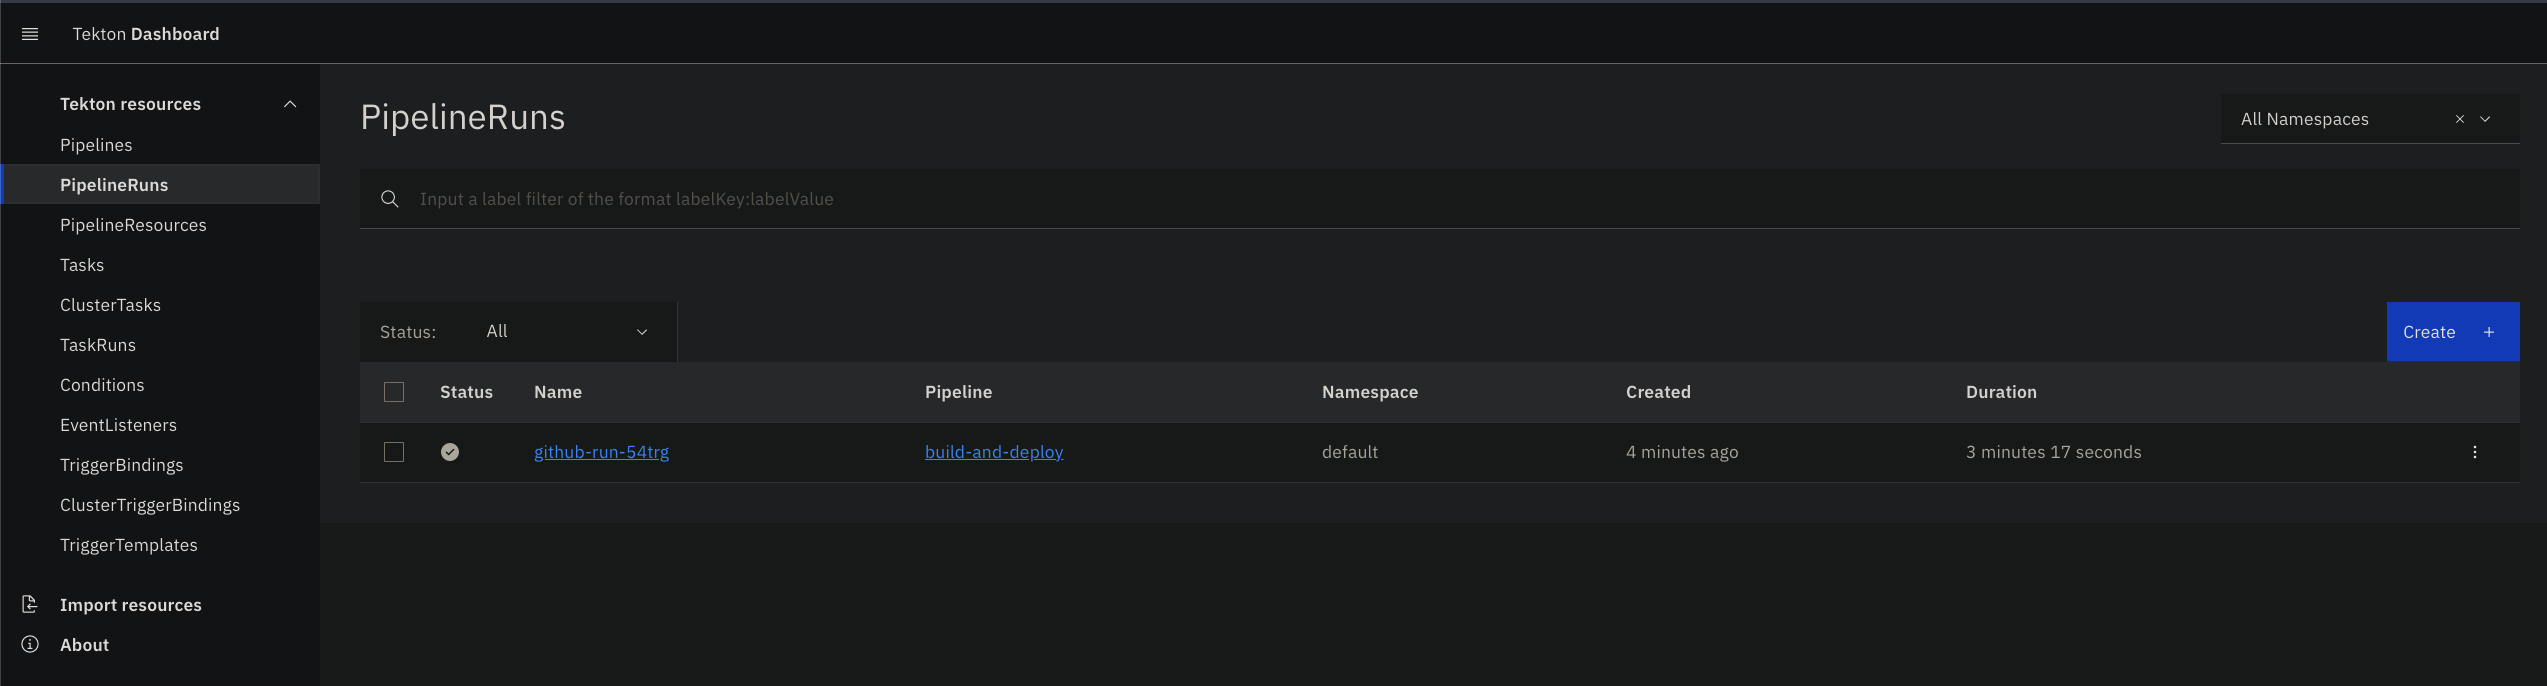 Tekton Dashboard
Tekton resources
Pipelines
PipelineRuns
PipelineResources
Tasks
ClusterTasks
TaskRuns
Conditions
EventListeners
TriggerBindings
ClusterTriggerBindings
TriggerTemplates
Import resources
About
PipelineRuns
All Namespaces
Input a label filter of the format labelKey:labelValue
Status: All
Create +
Status Name Pipeline Namespace Created Duration
github-run-54trg build-and-deploy default 4 minutes ago 3 minutes 17 seconds